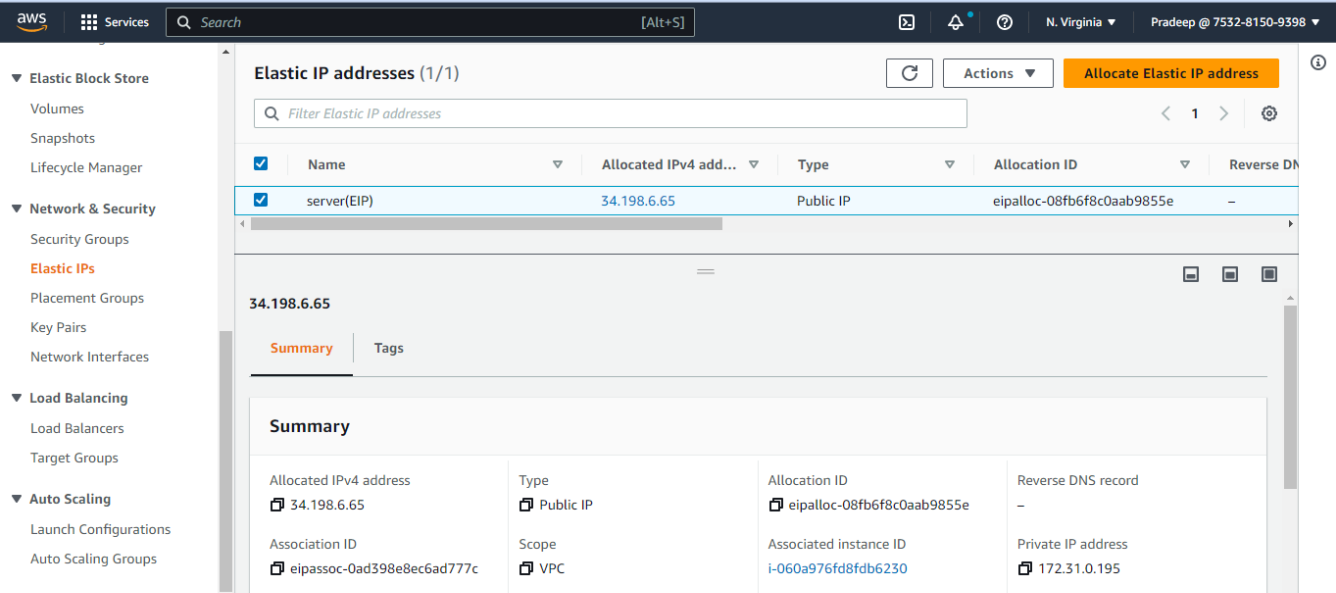 aws Services Search [Alt+S] N. Virginia Pradeep @ 7532-8150-9398
Elastic Block Store
Volumes
Snapshots
Lifecycle Manager
Network & Security
Security Groups
Elastic IPs
Placement Groups
Key Pairs
Network Interfaces
Load Balancing
Load Balancers
Target Groups
Auto Scaling
Launch Configurations
Auto Scaling Groups
Elastic IP addresses (1/1) Actions Allocate Elastic IP address
Filter Elastic IP addresses 1
Name Allocated IPv4 add... Type Allocation ID Reverse DN
server(EIP) 34.198.6.65 Public IP eipalloc-08fb6f8c0aab9855e –
34.198.6.65
Summary Tags
Summary
Allocated IPv4 address Type Allocation ID Reverse DNS record
34.198.6.65 Public IP eipalloc-08fb6f8c0aab9855e –
Association ID Scope Associated instance ID Private IP address
eipassoc-0ad398e8ec6ad777c VPC i-060a976fd8fdb6230 172.31.0.195